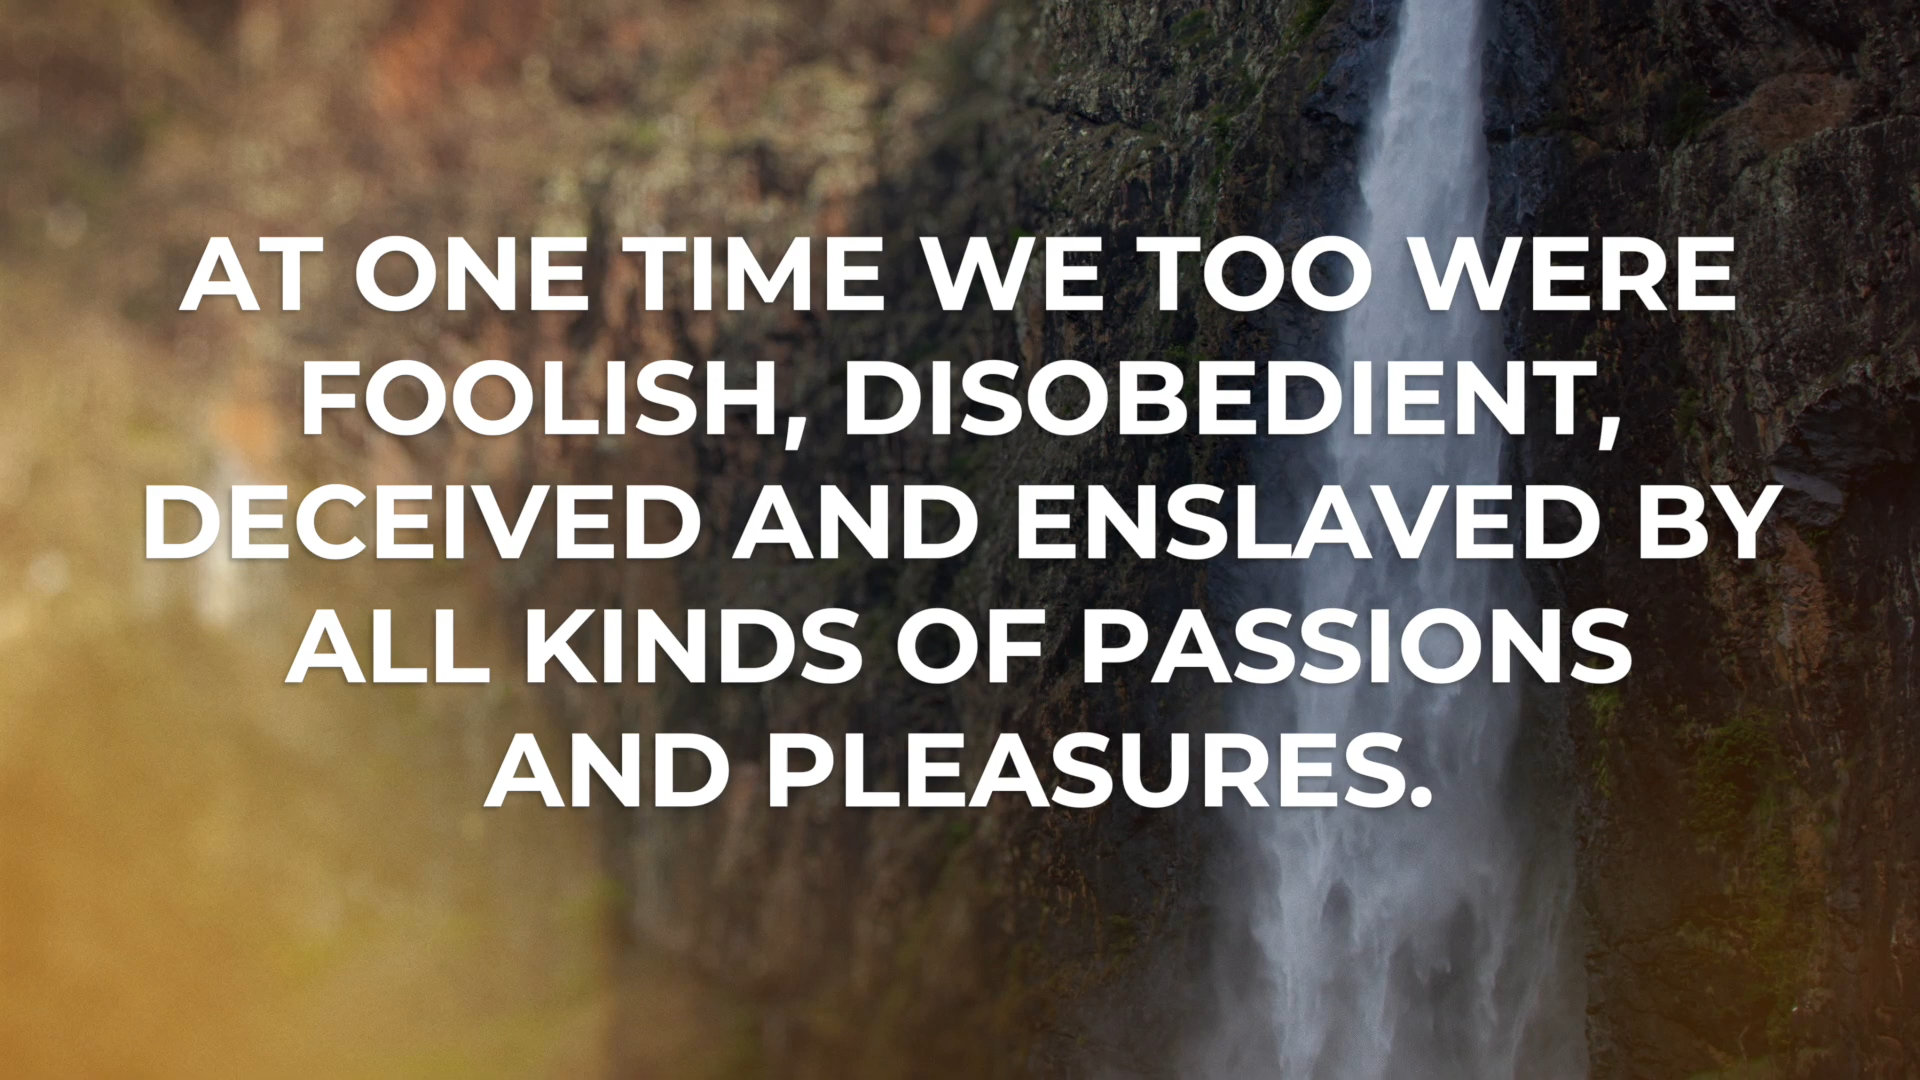 AT ONE TIME WE TOO WERE
FOOLISH, DISOBEDIENT,
DECEIVED AND ENSLAVED BY
ALL KINDS OF PASSIONS
AND PLEASURES.